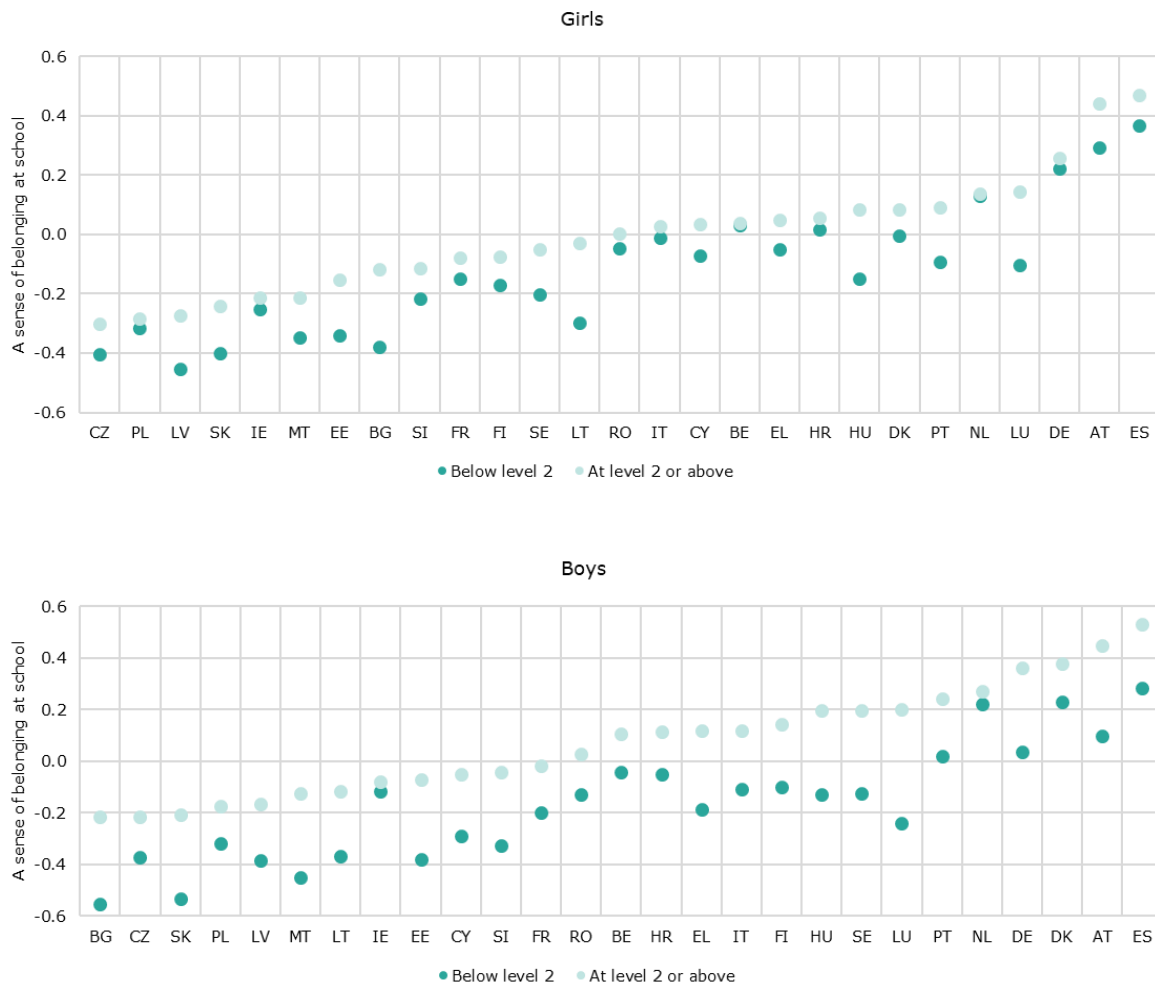 Girls
A sense of belonging at school
0.6
0.4
0.2
0.0
-0.2
-0.4
-0.6
CZ PL LV SK IE MT EE BG SI FR FI SE LT RO IT CY BE EL HR HU DK PT NL LU DE AT ES
Below level 2 At level 2 or above
Boys
A sense of belonging at school
0.6
0.4
0.2
0.0
-0.2
-0.4
-0.6
BG CZ SK PL LV MT LT IE EE CY SI FR RO BE HR EL IT FI HU SE LU PT NL DE DK AT ES
Below level 2 At level 2 or above